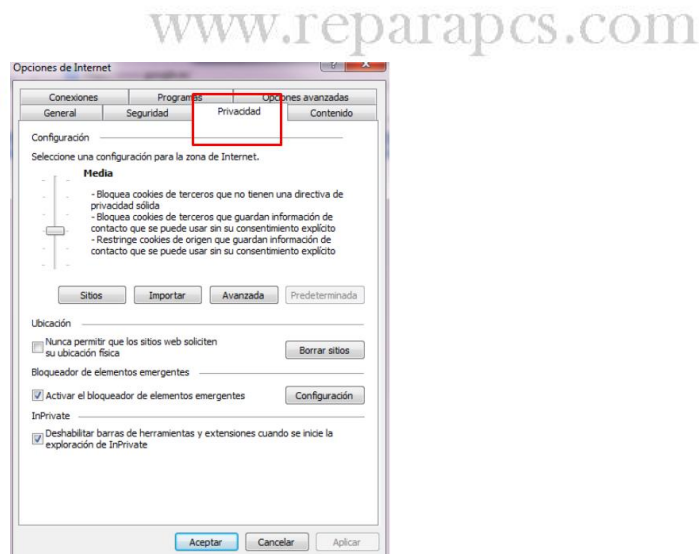 www.reparapcs.com
Opciones de Internet
Conexiones Programas Opciones avanzadas
General Seguridad Privacidad Contenido
Configuración
Seleccione una configuración para la zona de Internet.
Media
- Bloquea cookies de terceros que no tienen una directiva de
privacidad sólida
- Bloquea cookies de terceros que guardan información de
contacto que se puede usar sin su consentimiento explícito
- Restringe cookies de origen que guardan información de
contacto que se puede usar sin su consentimiento explícito
Sitios Importar Avanzada Predeterminada
Ubicación
Nunca permitir que los sitios web soliciten
su ubicación física
Borrar sitios
Bloqueador de elementos emergentes
Activar el bloqueador de elementos emergentes Configuración
InPrivate
Deshabilitar barras de herramientas y extensiones cuando se inicie la
exploración de InPrivate
Aceptar Cancelar Aplicar